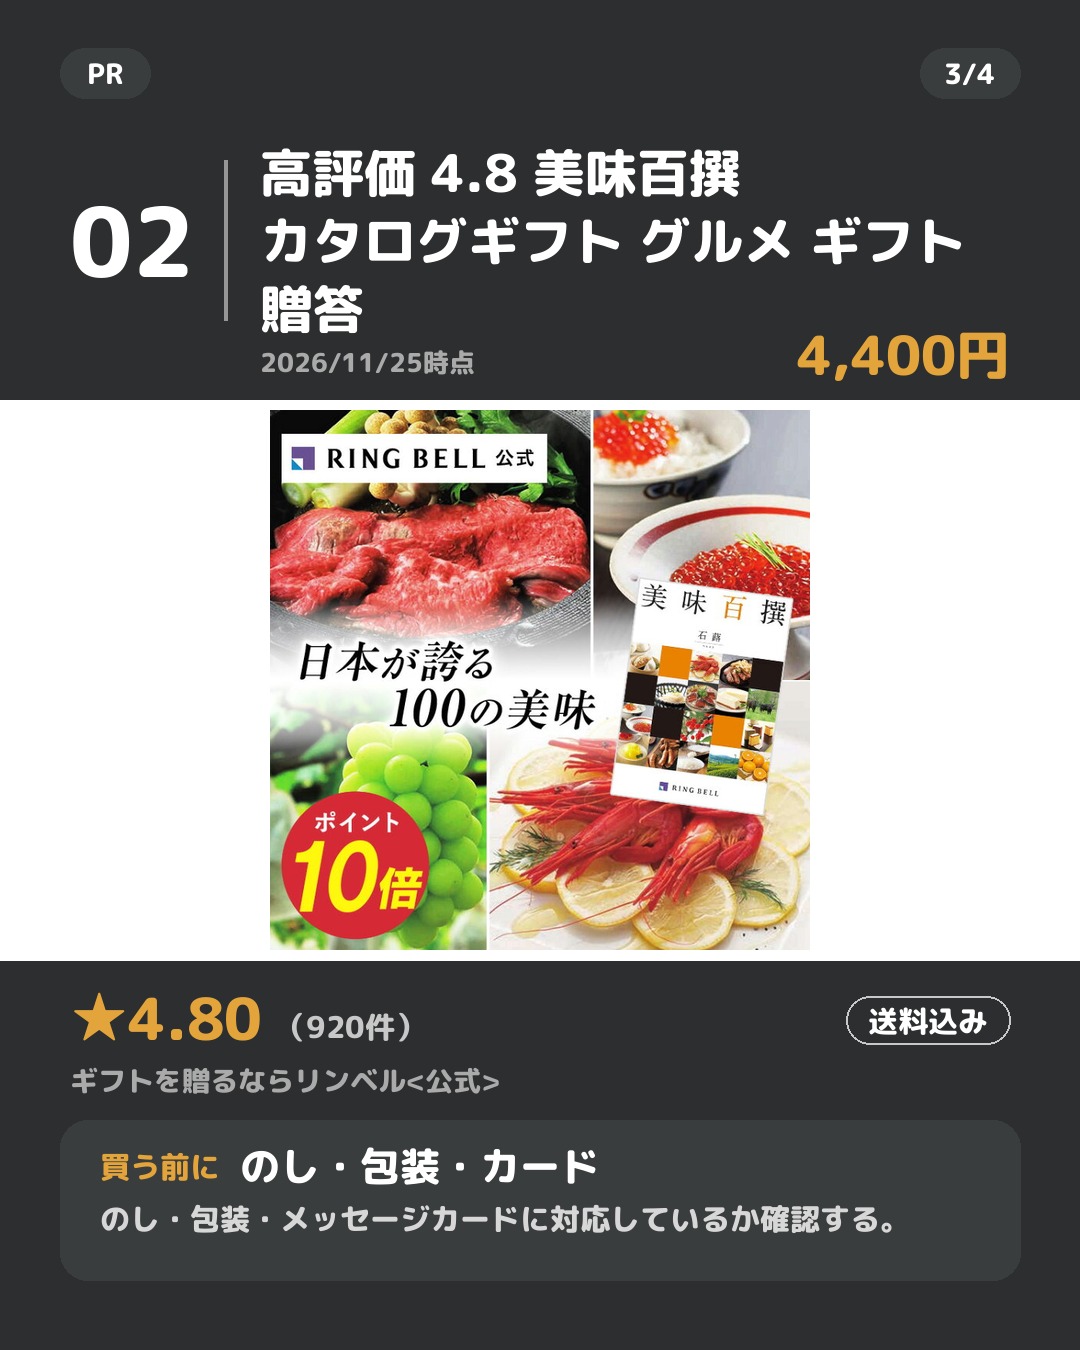 PR
3/4
02
高評価 4.8 美味百撰
カタログギフト グルメ ギフト
贈答
2026/11/25時点
4,400円
RING BELL 公式
美味百撰
石蕗
日本が誇る
100の美味
RING BELL
ポイント
10倍
★4.80 (920件)
送料込み
ギフトを贈るならリンベル<公式>
買う前に のし・包装・カード
のし・包装・メッセージカードに対応しているか確認する。